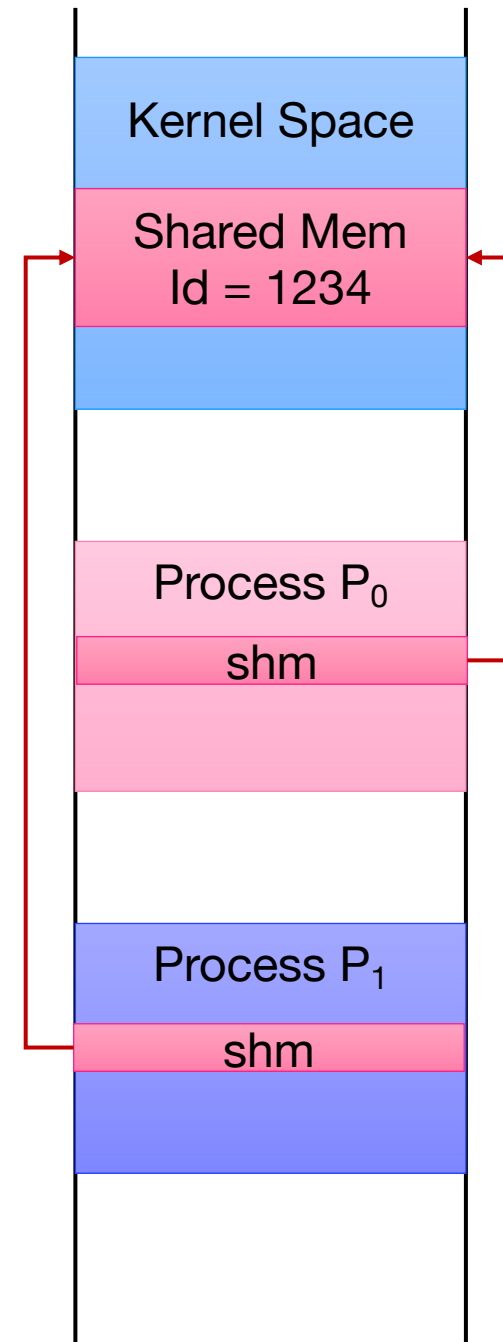 Kernel Space
Shared Mem
Id = 1234
Process P₀
shm
Process P₁
shm